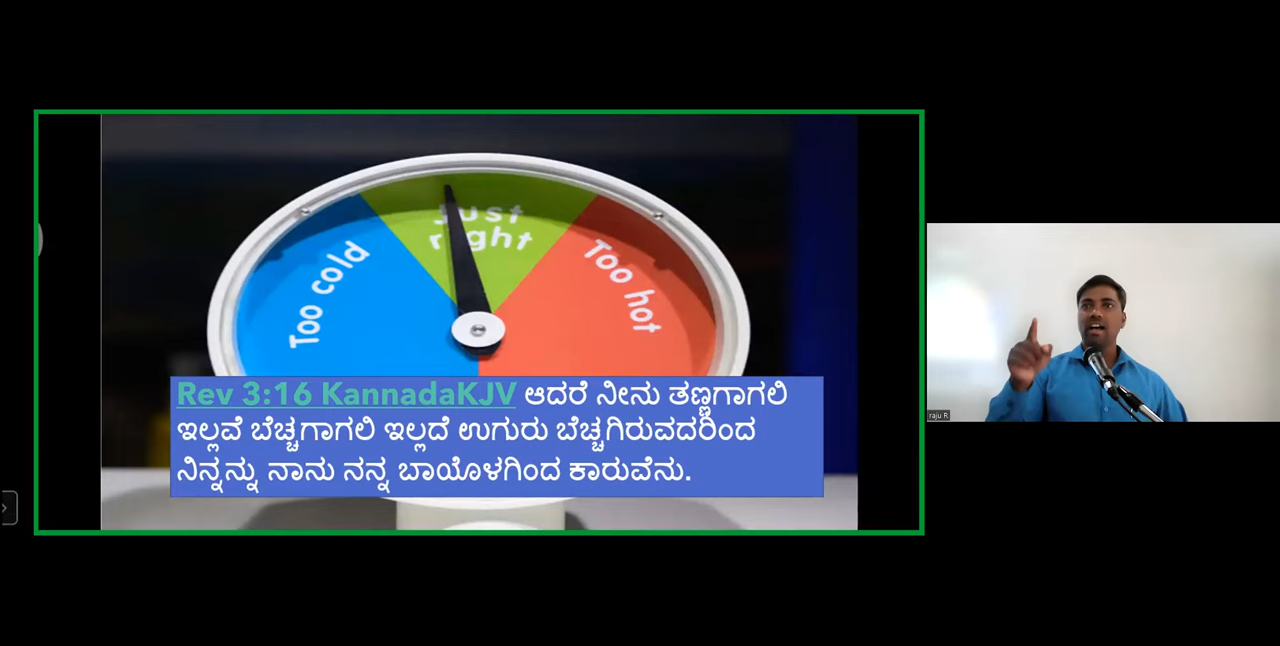 Too cold
Just
right
Too hot
Rev 3:16 KannadaKJV ಆದರೆ ನೀನು ತಣ್ಣಗಾಗಲಿ
ಇಲ್ಲವೆ ಬೆಚ್ಚಗಾಗಲಿ ಇಲ್ಲದೆ ಉಗುರು ಬೆಚ್ಚಗಿರುವದರಿಂದ
ನಿನ್ನನ್ನು ನಾನು ನನ್ನ ಬಾಯೊಳಗಿಂದ ಕಾರುವೆನು.
raju R